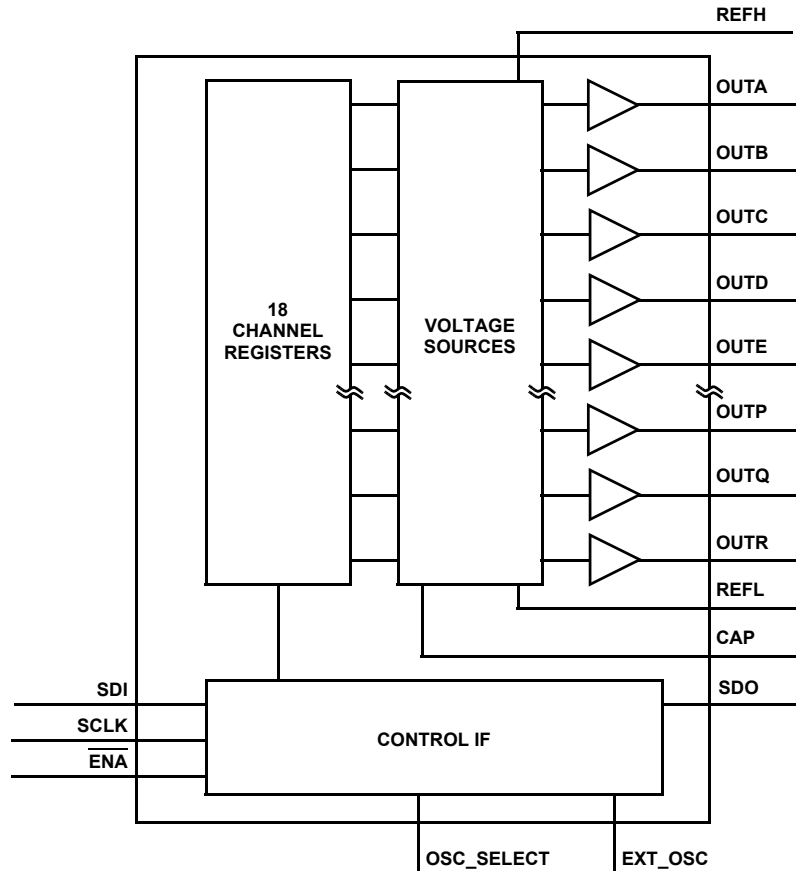 REFH
OUTA
OUTB
OUTC
OUTD
18
CHANNEL
REGISTERS
VOLTAGE
SOURCES
OUTE
OUTP
OUTQ
OUTR
REFL
CAP
SDI
SDO
SCLK
CONTROL IF
ENA
OSC_SELECT
EXT_OSC